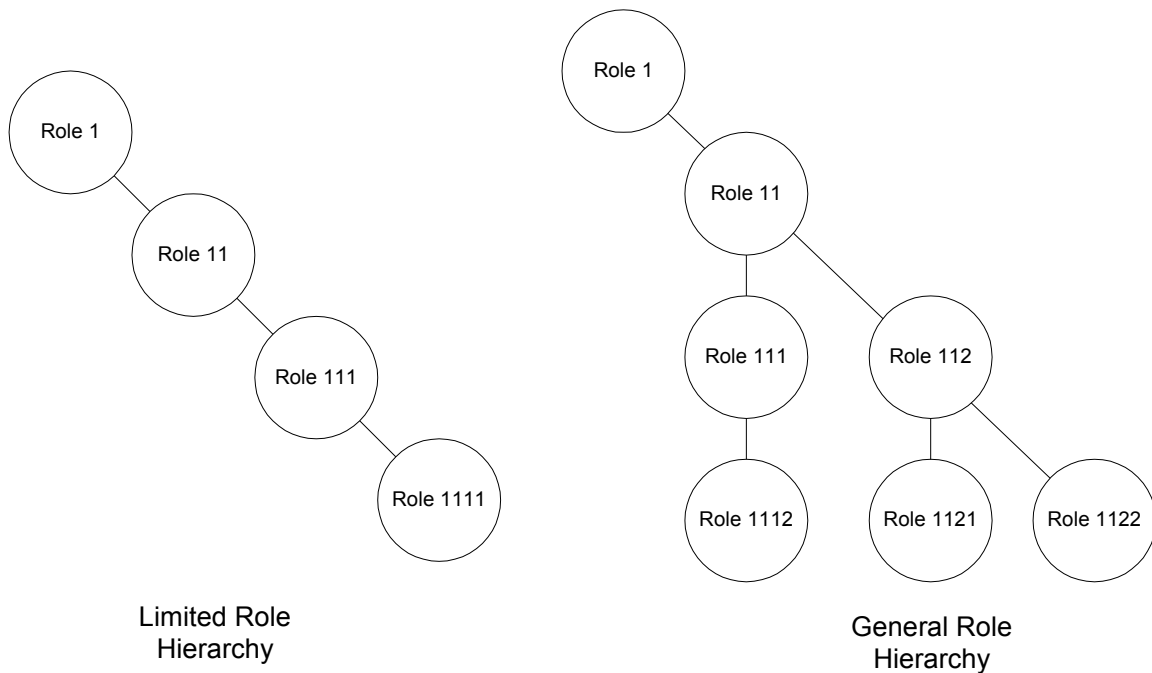 Role 1
Role 11
Role 111
Role 1111
Limited Role
Hierarchy
Role 1
Role 11
Role 111
Role 112
Role 1112
Role 1121
Role 1122
General Role
Hierarchy